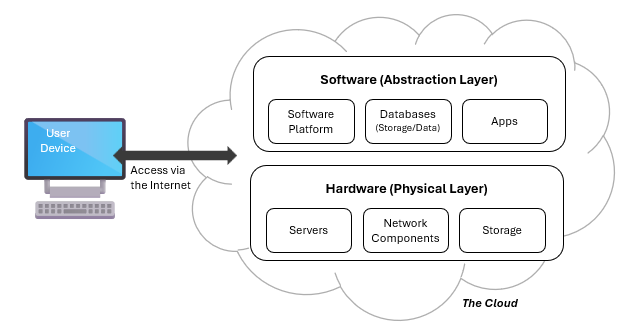 User
Device
Access via
the Internet
Software (Abstraction Layer)
Software
Platform
Databases
(Storage/Data)
Apps
Hardware (Physical Layer)
Servers
Network
Components
Storage
The Cloud